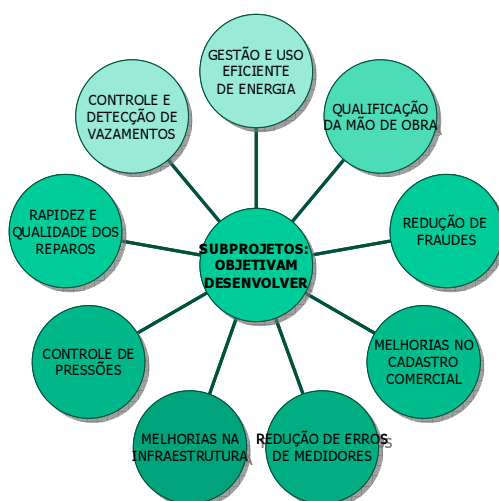 GESTÃO E USO
EFICIENTE
DE ENERGIA
QUALIFICAÇÃO
DA MÃO DE OBRA
REDUÇÃO DE
FRAUDES
MELHORIAS NO
CADASTRO
COMERCIAL
REDUÇÃO DE ERROS
DE MEDIDORES
MELHORIAS NA
INFRAESTRUTURA
CONTROLE DE
PRESSÕES
RAPIDEZ E
QUALIDADE DOS
REPAROS
CONTROLE E
DETECÇÃO DE
VAZAMENTOS
SUBPROJETOS:
OBJETIVAM
DESENVOLVER